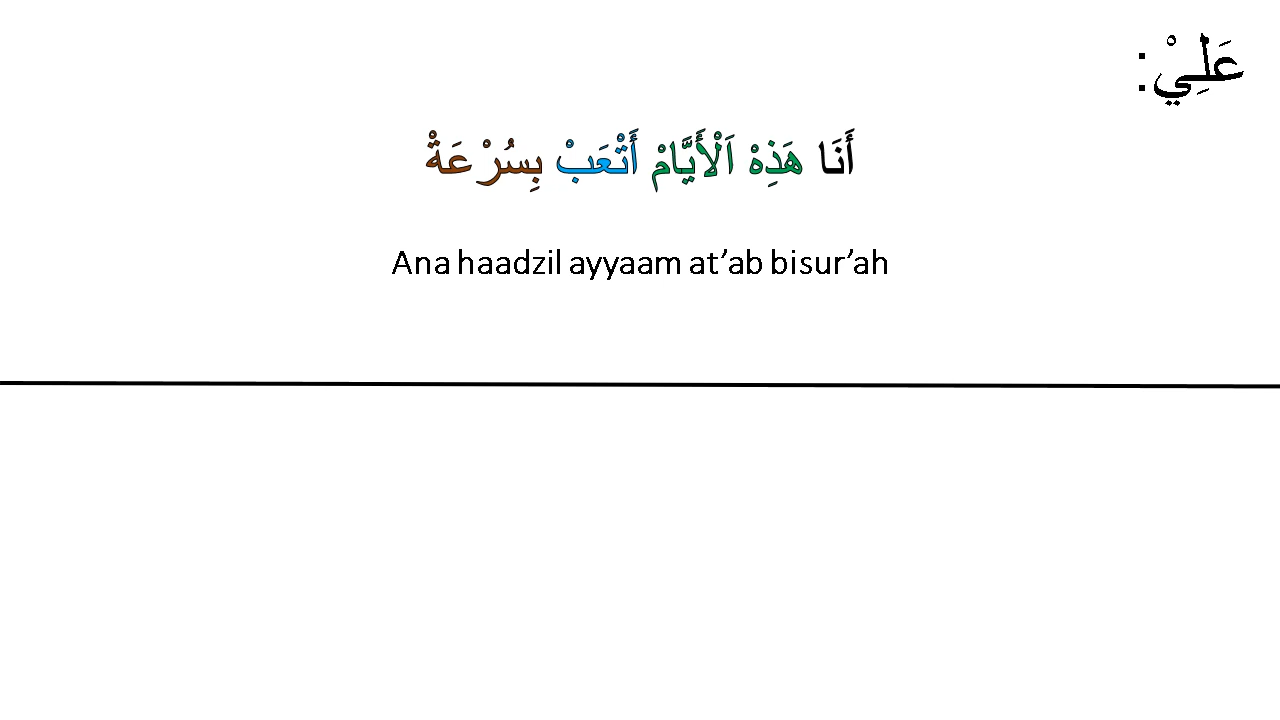 عَلِيْ:
أَنَا هَذِهْ اَلْأَيَّامْ أَتْعَبْ بِسُرْعَةْ
Ana haadzil ayyaam at’ab bisur’ah